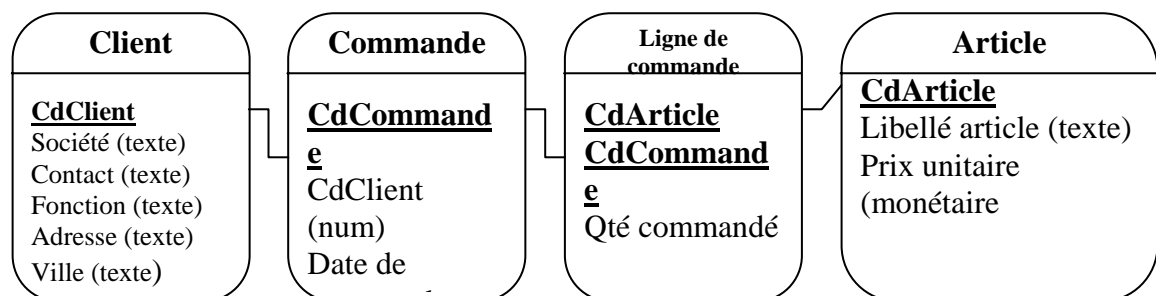 Client
CdClient
Société (texte)
Contact (texte)
Fonction (texte)
Adresse (texte)
Ville (texte)
Commande
CdCommand
e
CdClient
(num)
Date de
Ligne de
commande
CdArticle
CdCommand
e
Qté commandé
Article
CdArticle
Libellé article (texte)
Prix unitaire
(monétaire